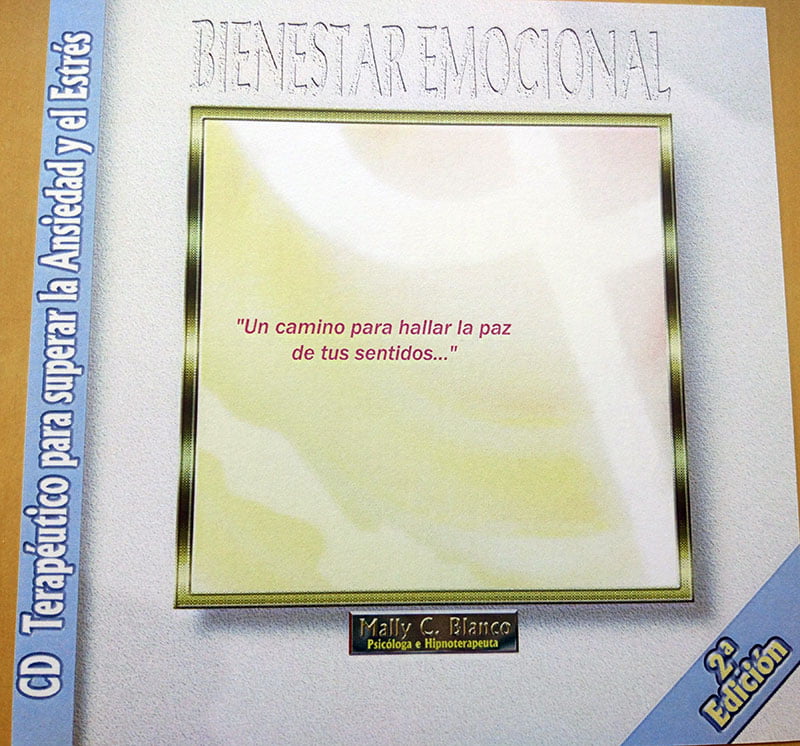 BIENESTAR EMOCIONAL
CD Terapéutico para superar la Ansiedad y el Estrés
"Un camino para hallar la paz
de tus sentidos..."
Mally C. Blanco
Psicóloga e Hipnoterapeuta
2ª
Edición